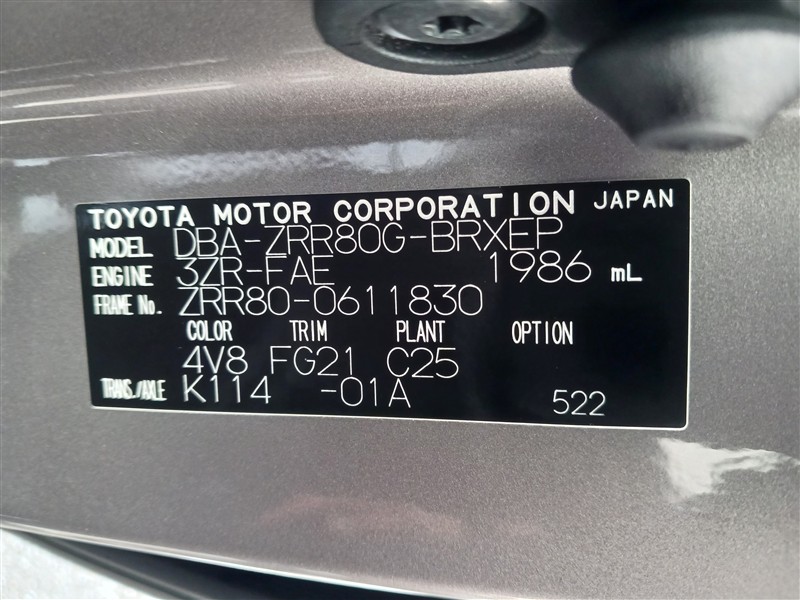 TOYOTA MOTOR CORPORATION JAPAN
MODEL DBA-ZRR80G-BRXEP
ENGINE 3ZR-FAE 1986 mL
FRAME No. ZRR80-0611830
COLOR TRIM PLANT OPTION
4V8 FG21 C25
TRANS./AXLE K114 -01A 522